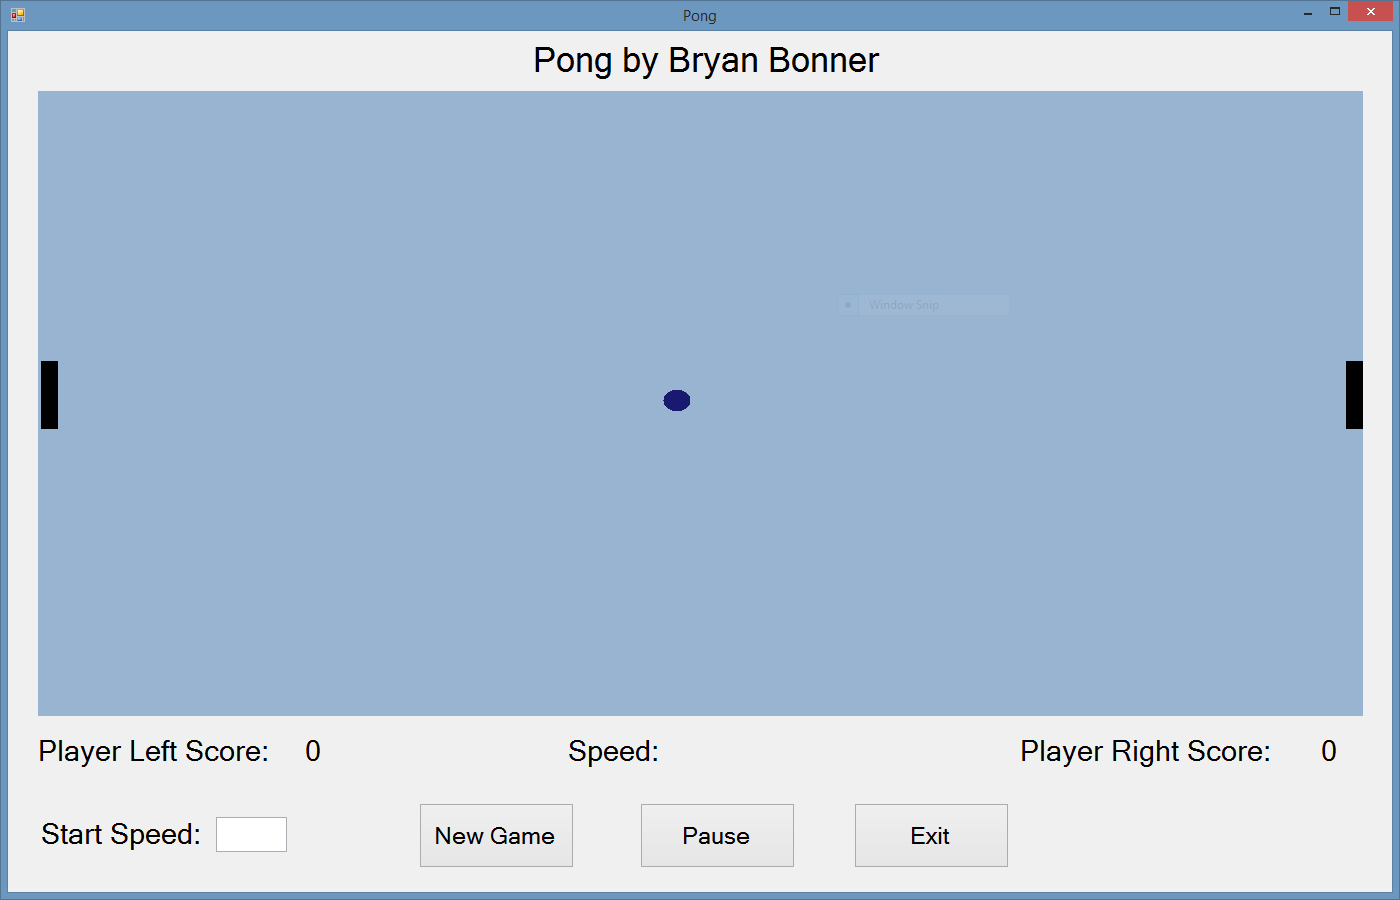 Pong
Pong by Bryan Bonner
Window Snip
Player Left Score: 0 Speed: Player Right Score: 0
Start Speed: New Game Pause Exit